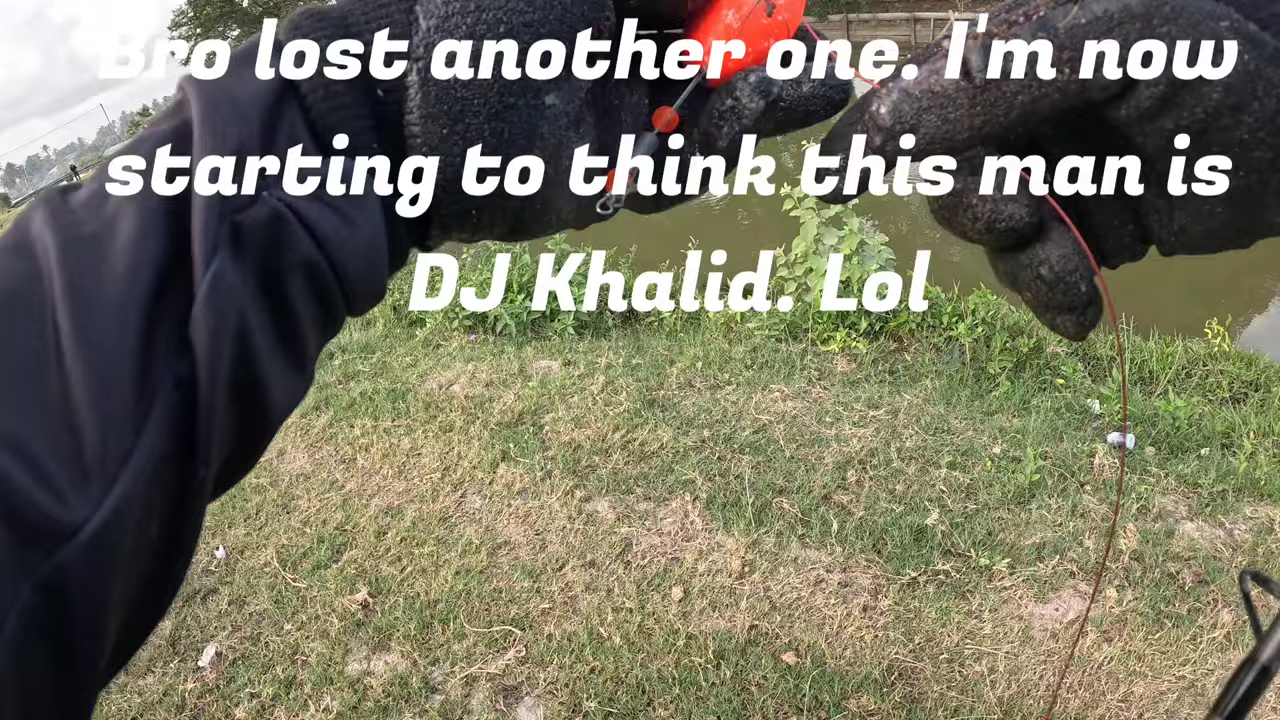 Bro lost another one. I'm now
starting to think this man is
DJ Khalid. Lol